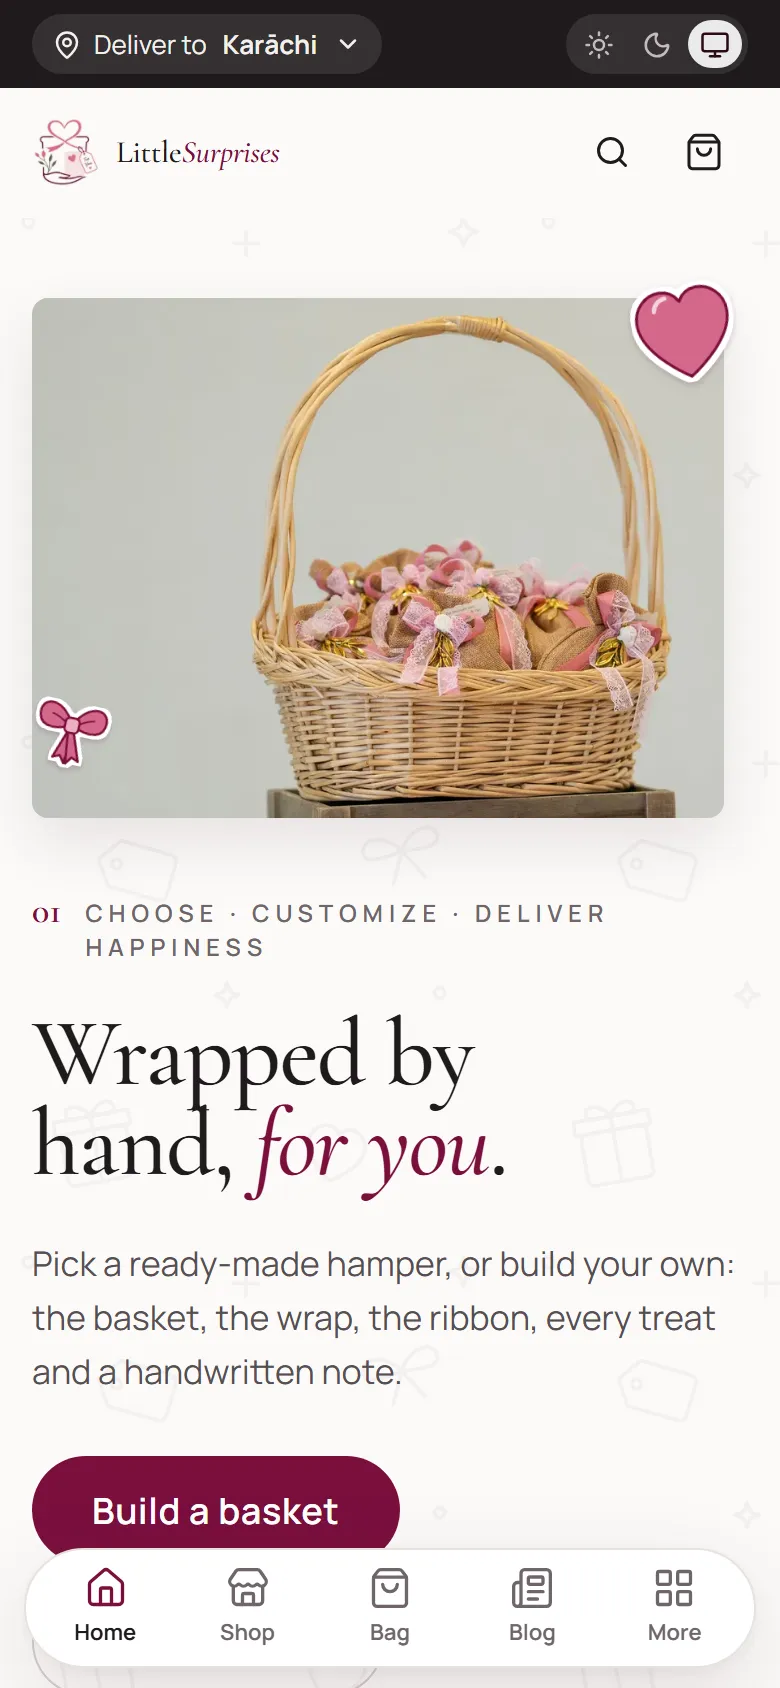 Deliver to Karāchi
LittleSurprises
01 CHOOSE · CUSTOMIZE · DELIVER
HAPPINESS
Wrapped by
hand, for you.
Pick a ready-made hamper, or build your own:
the basket, the wrap, the ribbon, every treat
and a handwritten note.
Build a basket
Home Shop Bag Blog More